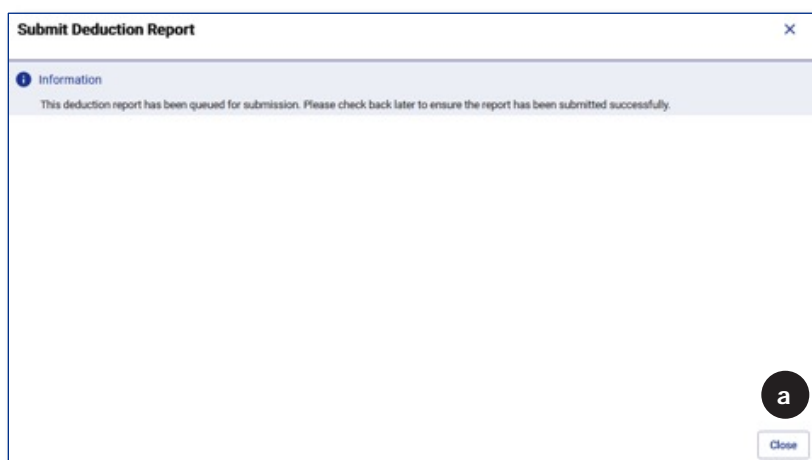 Submit Deduction Report
Information
This deduction report has been queued for submission. Please check back later to ensure the report has been submitted successfully.
a
Close